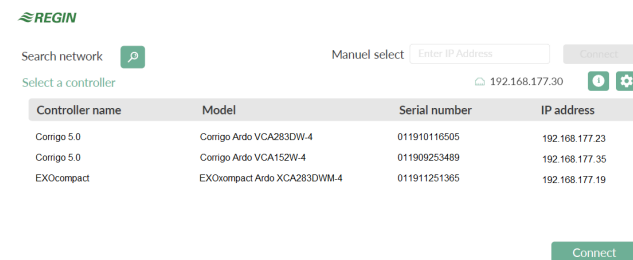 REGIN
Search network Manuel select Enter IP Address Connect
Select a controller 192.168.177.30
Controller name Model Serial number IP address
Corrigo 5.0 Corrigo Ardo VCA283DW-4 011910116505 192.168.177.23
Corrigo 5.0 Corrigo Ardo VCA152W-4 011909253489 192.168.177.35
EXOcompact EXOxompact Ardo XCA283DWM-4 011911251365 192.168.177.19
Connect